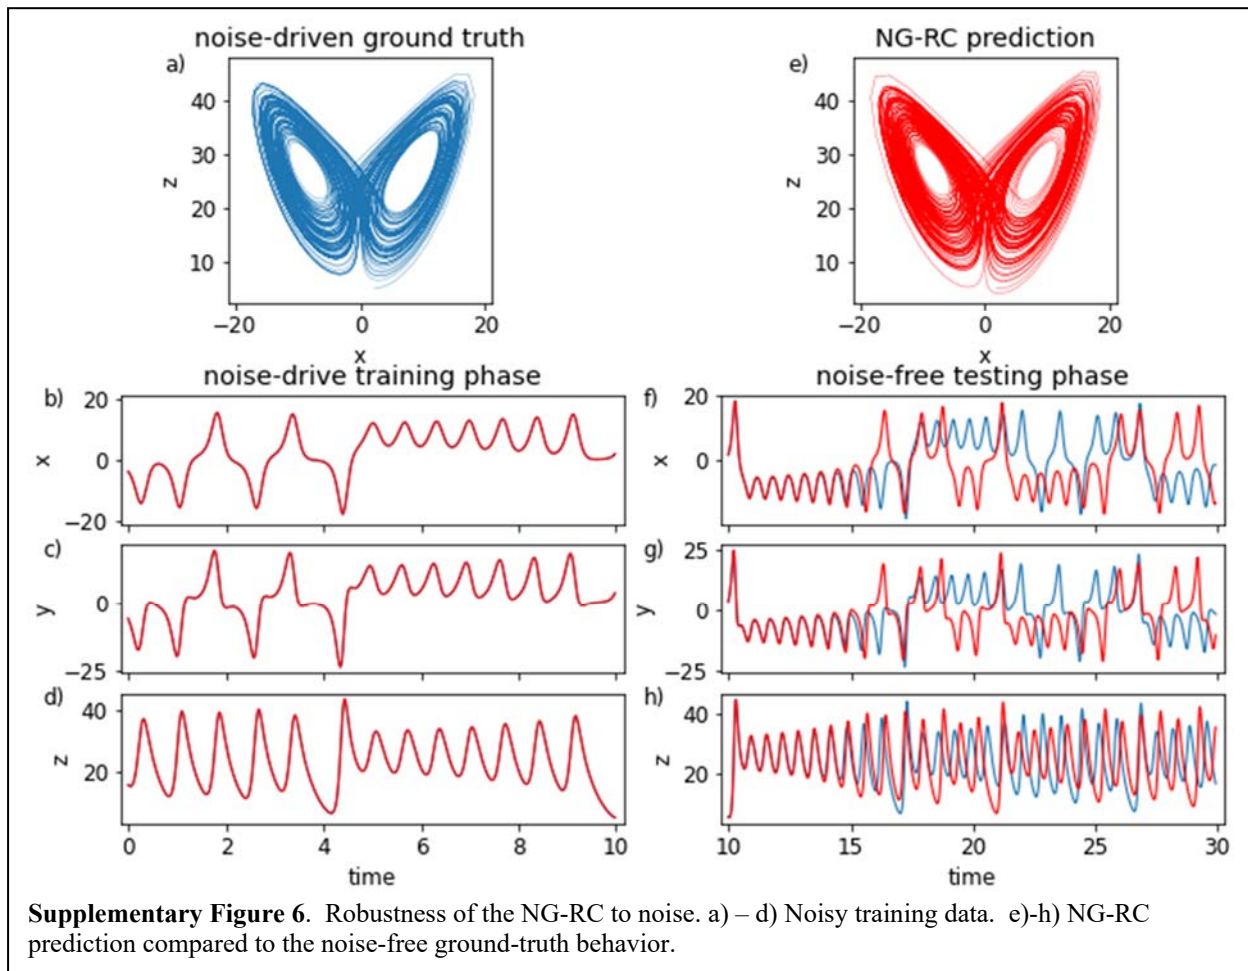 noise-driven ground truth
a)
40
30
20
10
z
−20 0 20
x
NG-RC prediction
e)
40
30
20
10
z
−20 0 20
x
noise-drive training phase
b)
20
0
−20
x
c)
0
−25
y
d)
40
20
z
0 2 4 6 8 10
time
noise-free testing phase
f)
20
0
x
g)
25
0
−25
y
h)
40
20
z
10 15 20 25 30
time
Supplementary Figure 6. Robustness of the NG-RC to noise. a) – d) Noisy training data. e)-h) NG-RC
prediction compared to the noise-free ground-truth behavior.